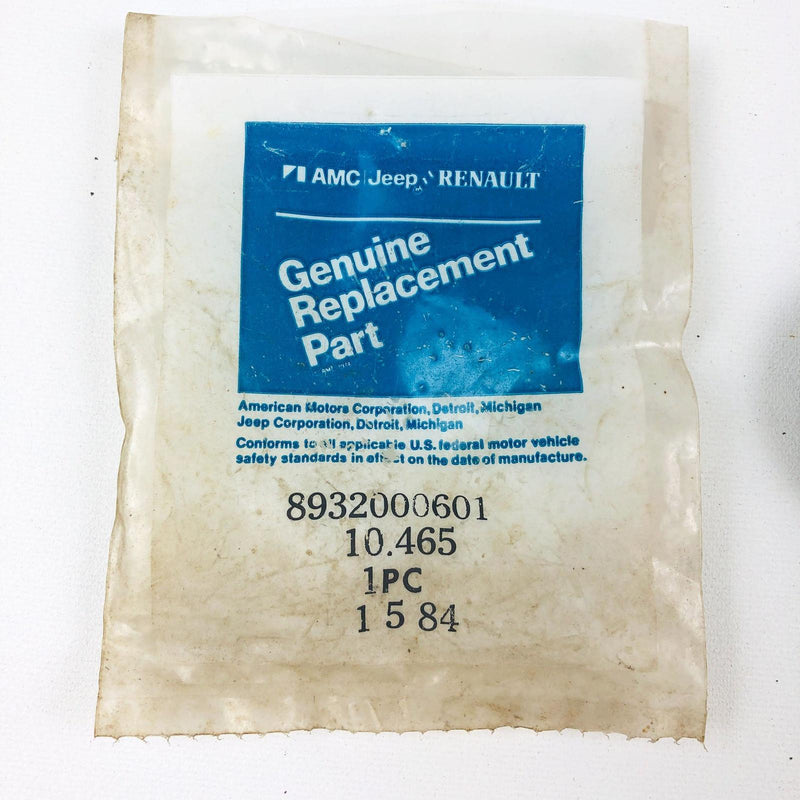 AMC Jeep RENAULT
Genuine
Replacement
Part
American Motors Corporation, Detroit, Michigan
Jeep Corporation, Detroit, Michigan
Conforms to all applicable U.S. federal motor vehicle
safety standards in effect on the date of manufacture.
8932000601
10.465
1PC
1 5 84